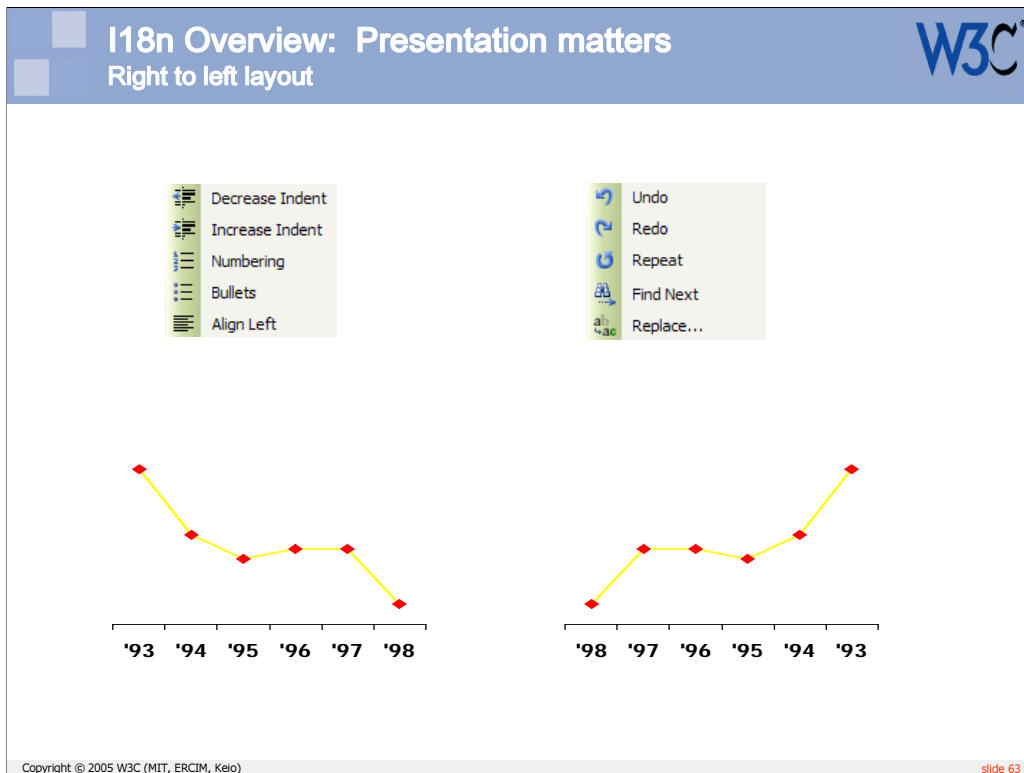 I18n Overview: Presentation matters
Right to left layout
W3C
Decrease Indent
Increase Indent
Numbering
Bullets
Align Left
Undo
Redo
Repeat
Find Next
ab
ac
Replace...
'93 '94 '95 '96 '97 '98
'98 '97 '96 '95 '94 '93
Copyright © 2005 W3C (MIT, ERCIM, Keio)
slide 63